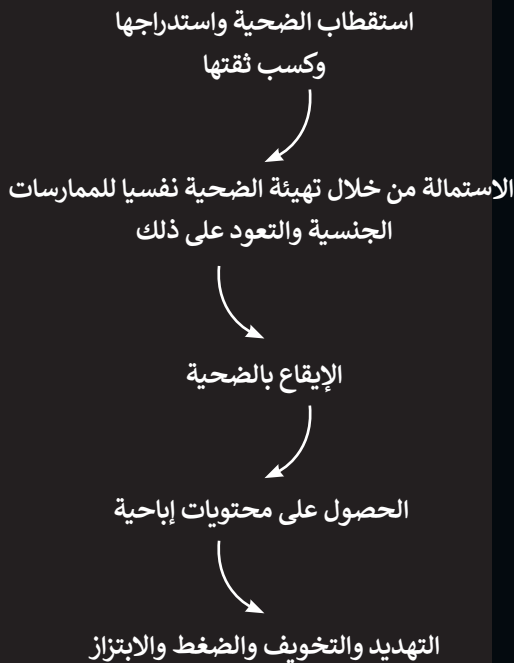 استقطاب الضحية واستدراجها
وكسب ثقتها
الاستمالة من خلال تهيئة الضحية نفسيا للممارسات
الجنسية والتعود على ذلك
الإيقاع بالضحية
الحصول على محتويات إباحية
التهديد والتخويف والضغط والابتزاز